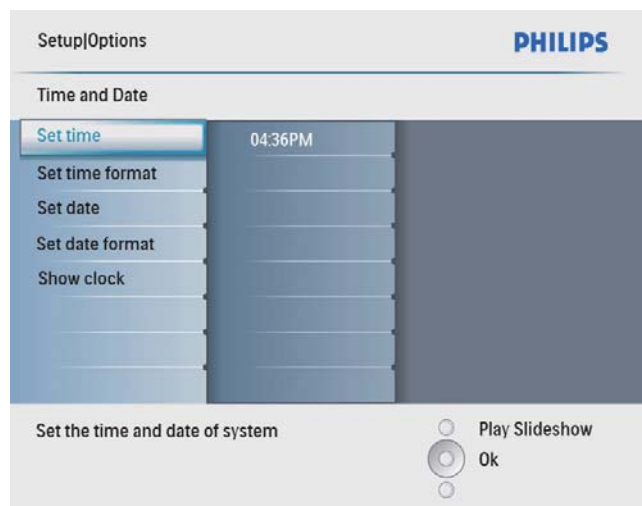 Setup|Options
PHILIPS
Time and Date
Set time
04:36PM
Set time format
Set date
Set date format
Show clock
Set the time and date of system
Play Slideshow
Ok